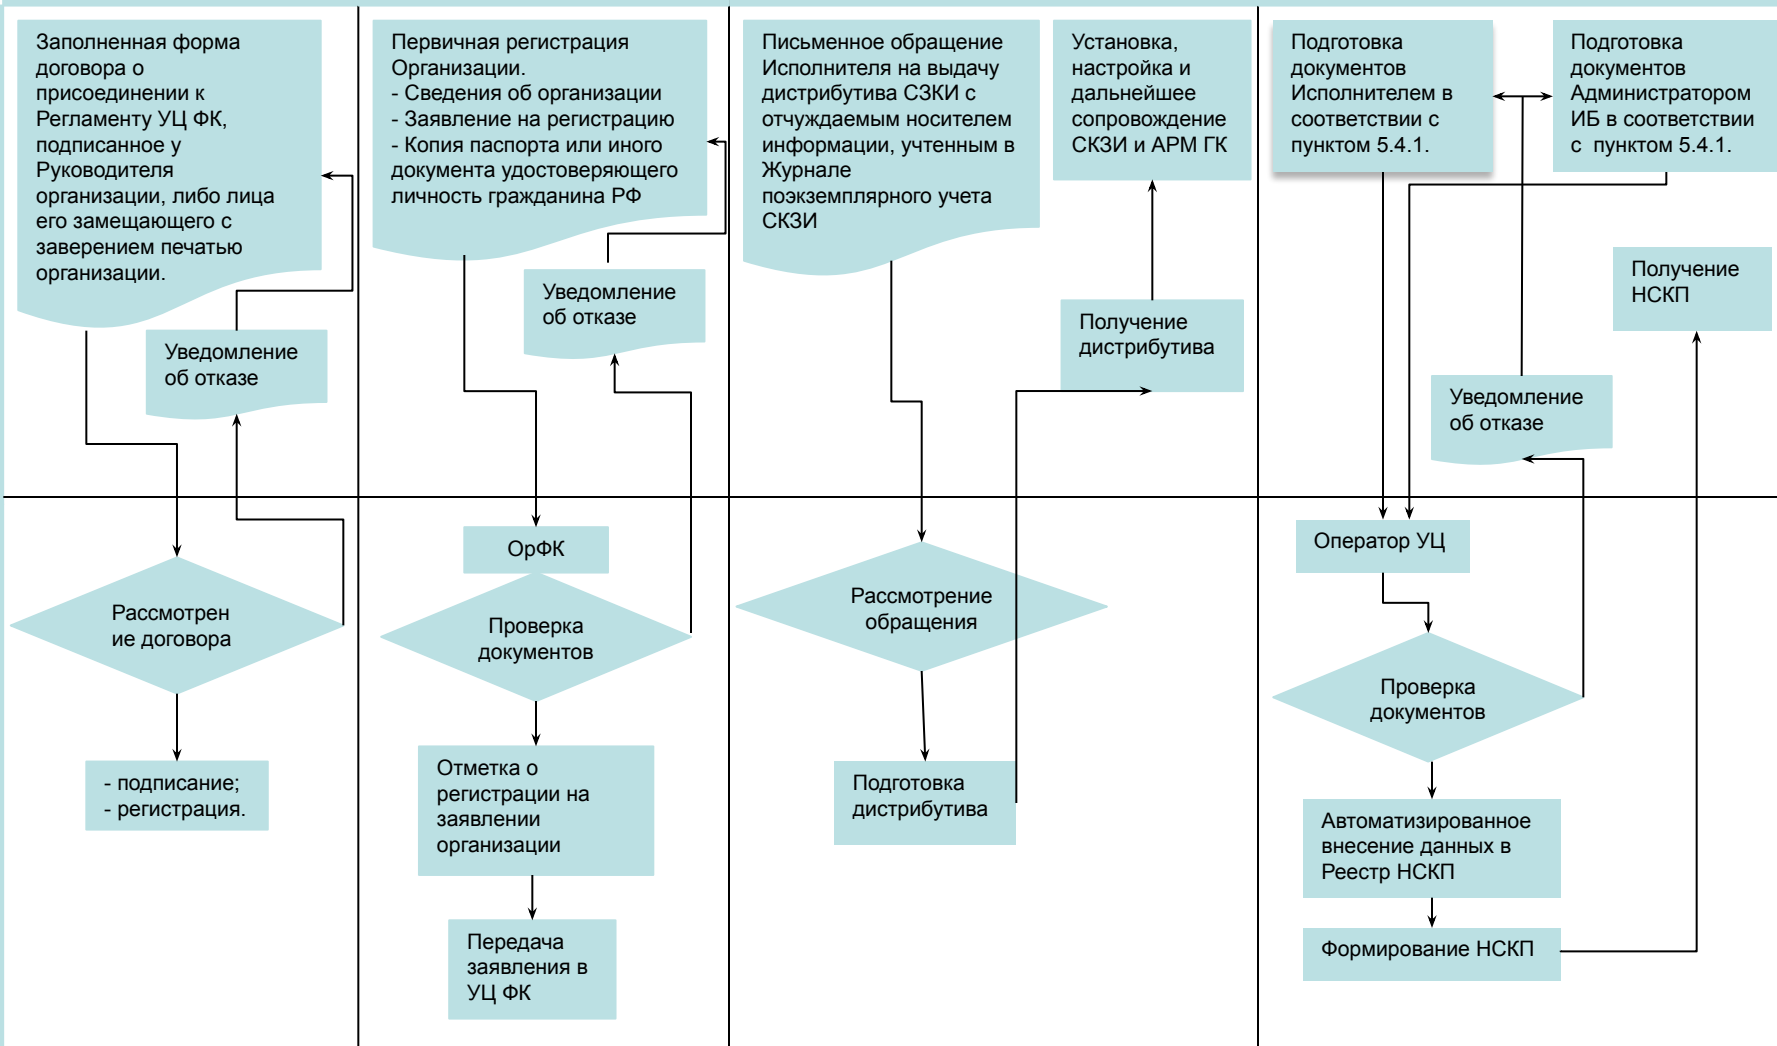 Заполненная форма
договора о
присоединении к
Регламенту УЦ ФК,
подписанное у
Руководителя
организации, либо лица
его замещающего с
заверением печатью
организации.
Уведомление
об отказе
Рассмотрен
ие договора
- подписание;
- регистрация.
Первичная регистрация
Организации.
- Сведения об организации
- Заявление на регистрацию
- Копия паспорта или иного
документа удостоверяющего
личность гражданина РФ
Уведомление
об отказе
ОрФК
Проверка
документов
Отметка о
регистрации на
заявлении
организации
Передача
заявления в
УЦ ФК
Письменное обращение
Исполнителя на выдачу
дистрибутива СЗКИ с
отчуждаемым носителем
информации, учтенным в
Журнале
поэкземплярного учета
СКЗИ
Установка,
настройка и
дальнейшее
сопровождение
СКЗИ и АРМ ГК
Получение
дистрибутива
Рассмотрение
обращения
Подготовка
дистрибутива
Подготовка
документов
Исполнителем в
соответствии с
пунктом 5.4.1.
Подготовка
документов
Администратором
ИБ в соответствии
с  пунктом 5.4.1.
Получение
НСКП
Уведомление
об отказе
Оператор УЦ
Проверка
документов
Автоматизированное
внесение данных в
Реестр НСКП
Формирование НСКП